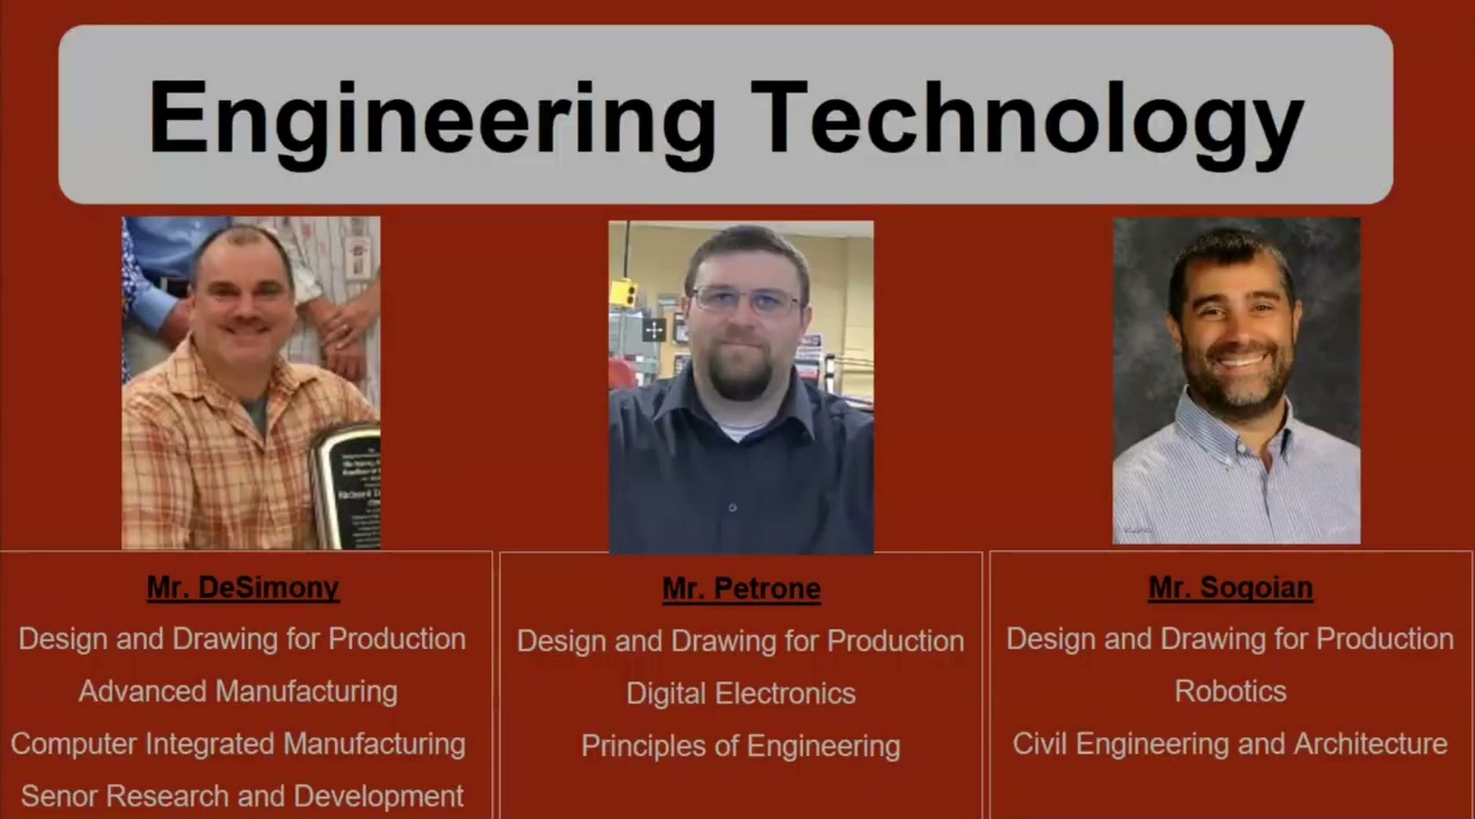 Engineering Technology
Mr. DeSimony
Design and Drawing for Production
Advanced Manufacturing
Computer Integrated Manufacturing
Senor Research and Development
Mr. Petrone
Design and Drawing for Production
Digital Electronics
Principles of Engineering
Mr. Sogoian
Design and Drawing for Production
Robotics
Civil Engineering and Architecture